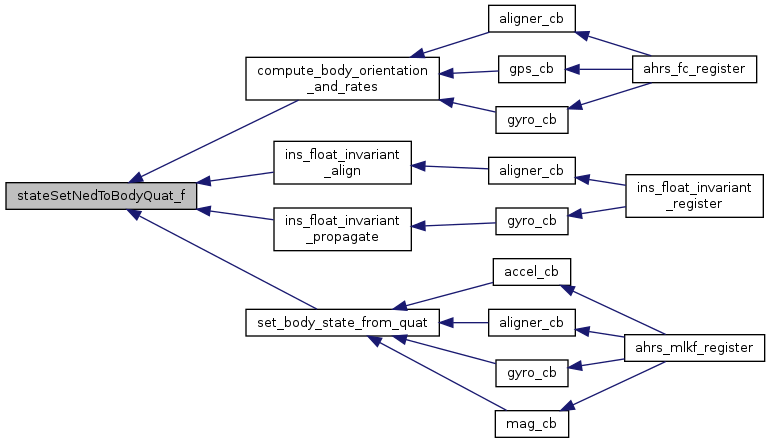 stateSetNedToBodyQuat_f
compute_body_orientation
_and_rates
aligner_cb
gps_cb
gyro_cb
ahrs_fc_register
ins_float_invariant
_align
aligner_cb
ins_float_invariant
_propagate
gyro_cb
ins_float_invariant
_register
set_body_state_from_quat
accel_cb
aligner_cb
gyro_cb
mag_cb
ahrs_mlkf_register